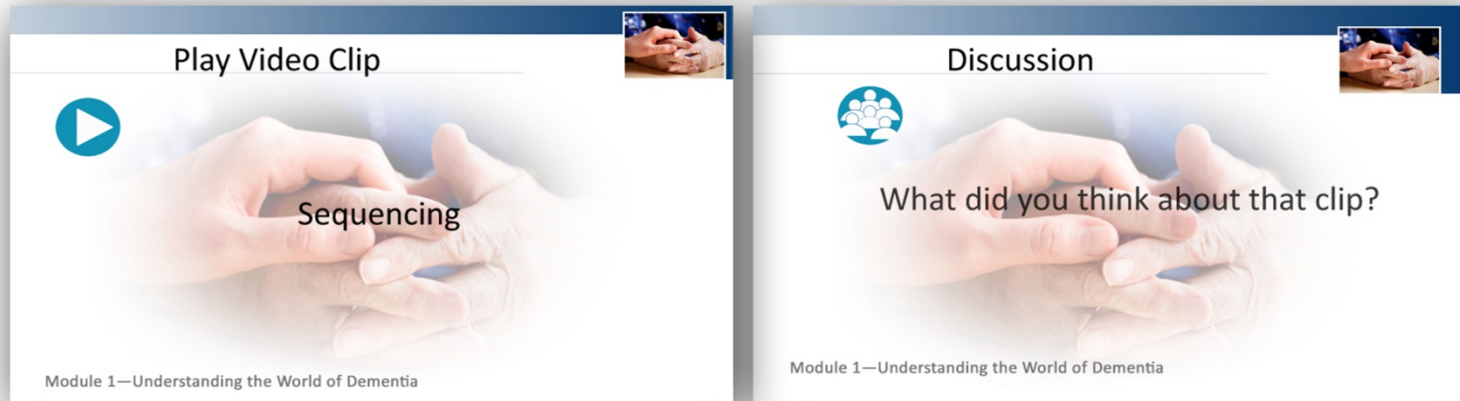 Play Video Clip
Sequencing
Module 1—Understanding the World of Dementia
Discussion
What did you think about that clip?
Module 1—Understanding the World of Dementia